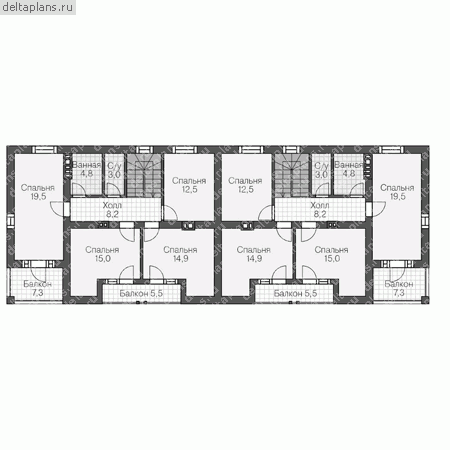 deltaplans.ru
Спальня
19,5
Ванная
4,8
С/у
3,0
Спальня
12,5
Спальня
12,5
С/у
3,0
Ванная
4,8
Спальня
19,5
Холл
8,2
Холл
8,2
Спальня
15,0
Спальня
14,9
Спальня
14,9
Спальня
15,0
Балкон
7,3
Балкон 5,5
Балкон 5,5
Балкон
7,3